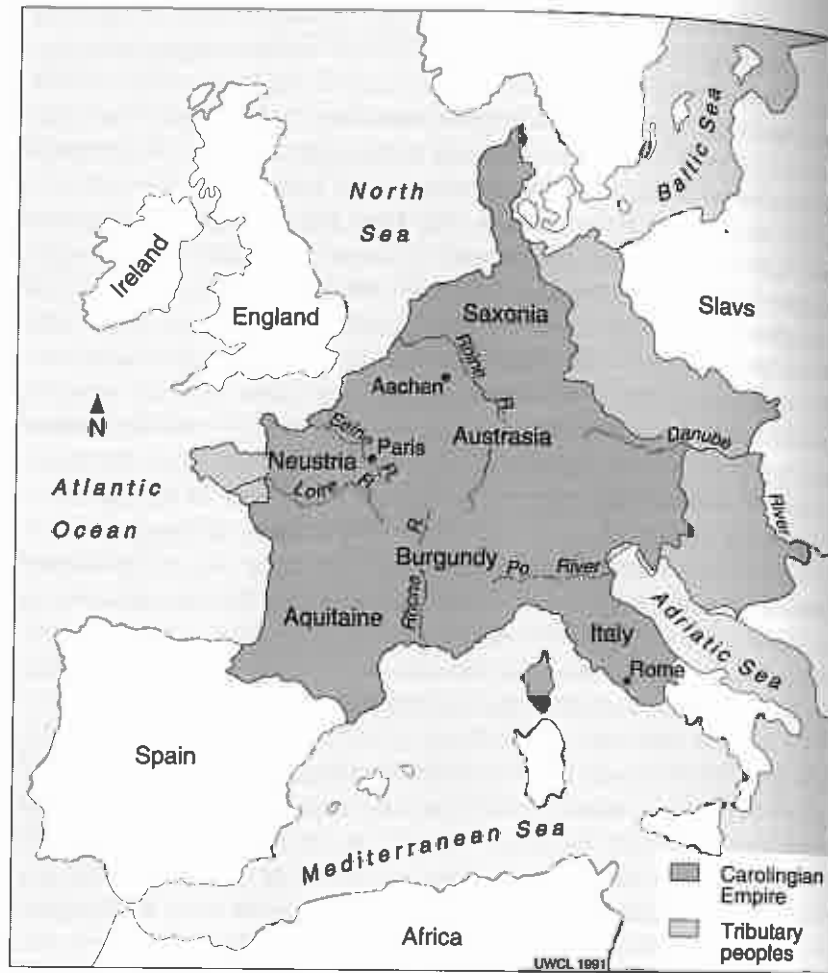 North
Sea
Baltic Sea
Ireland
England
Saxonia
Slavs
Rhine
R.
Aachen
N
Seine
R.
Paris
Austrasia
Danube
River
Neustria
Loire
R.
Atlantic
Ocean
R.
Burgundy
Po River
Rhone
Aquitaine
Italy
Adriatic Sea
Rome
Spain
Mediterranean Sea
Carolingian
Empire
Tributary
peoples
Africa
UWCL 1991